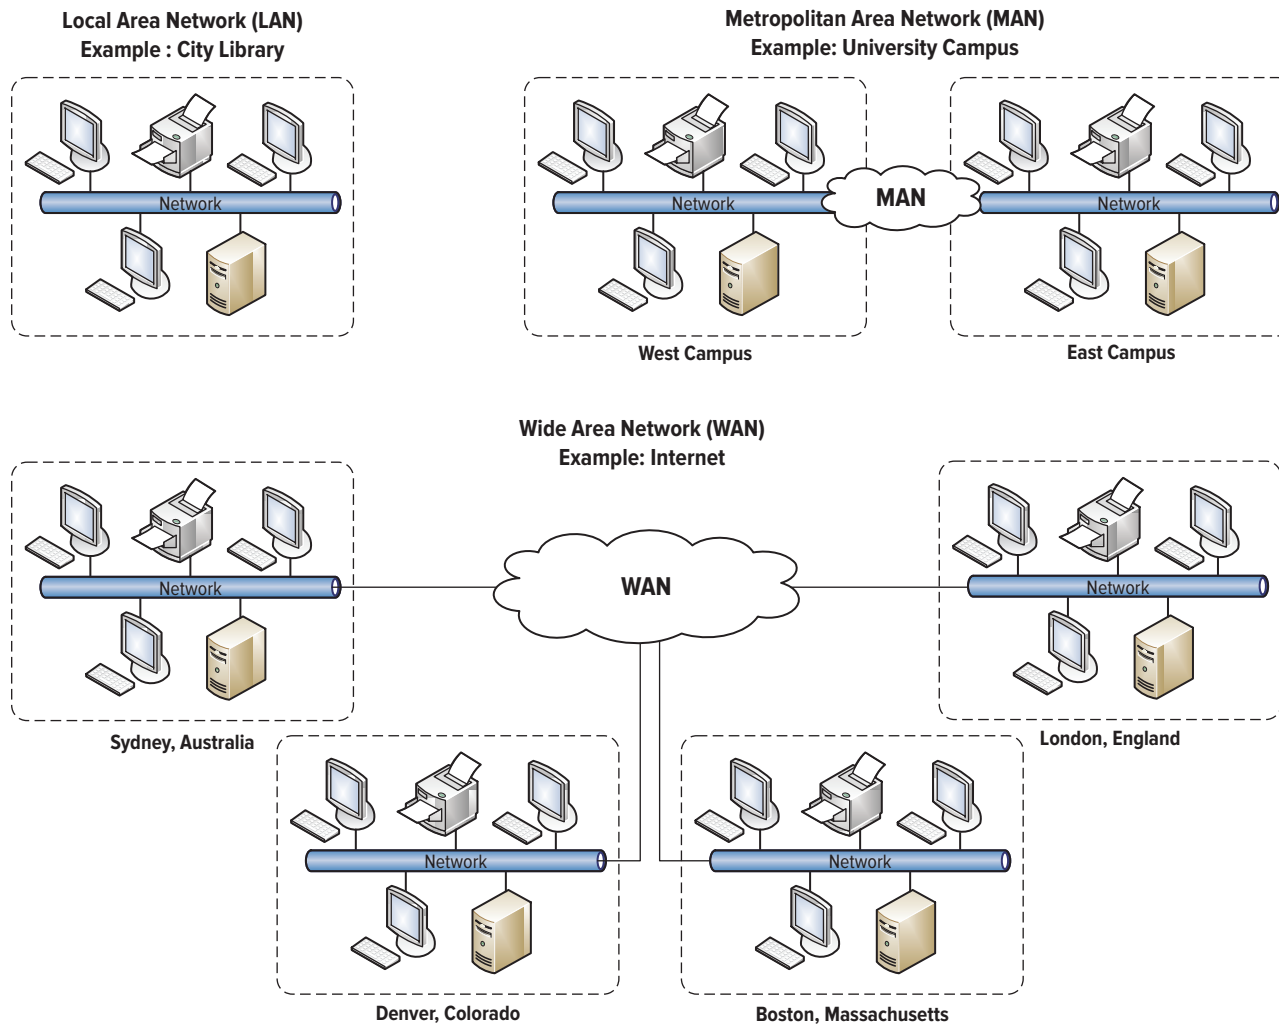 Local Area Network (LAN)
Example : City Library
Network
Metropolitan Area Network (MAN)
Example: University Campus
Network
MAN
Network
West Campus
East Campus
Wide Area Network (WAN)
Example: Internet
Network
WAN
Network
Sydney, Australia
London, England
Network
Network
Denver, Colorado
Boston, Massachusetts